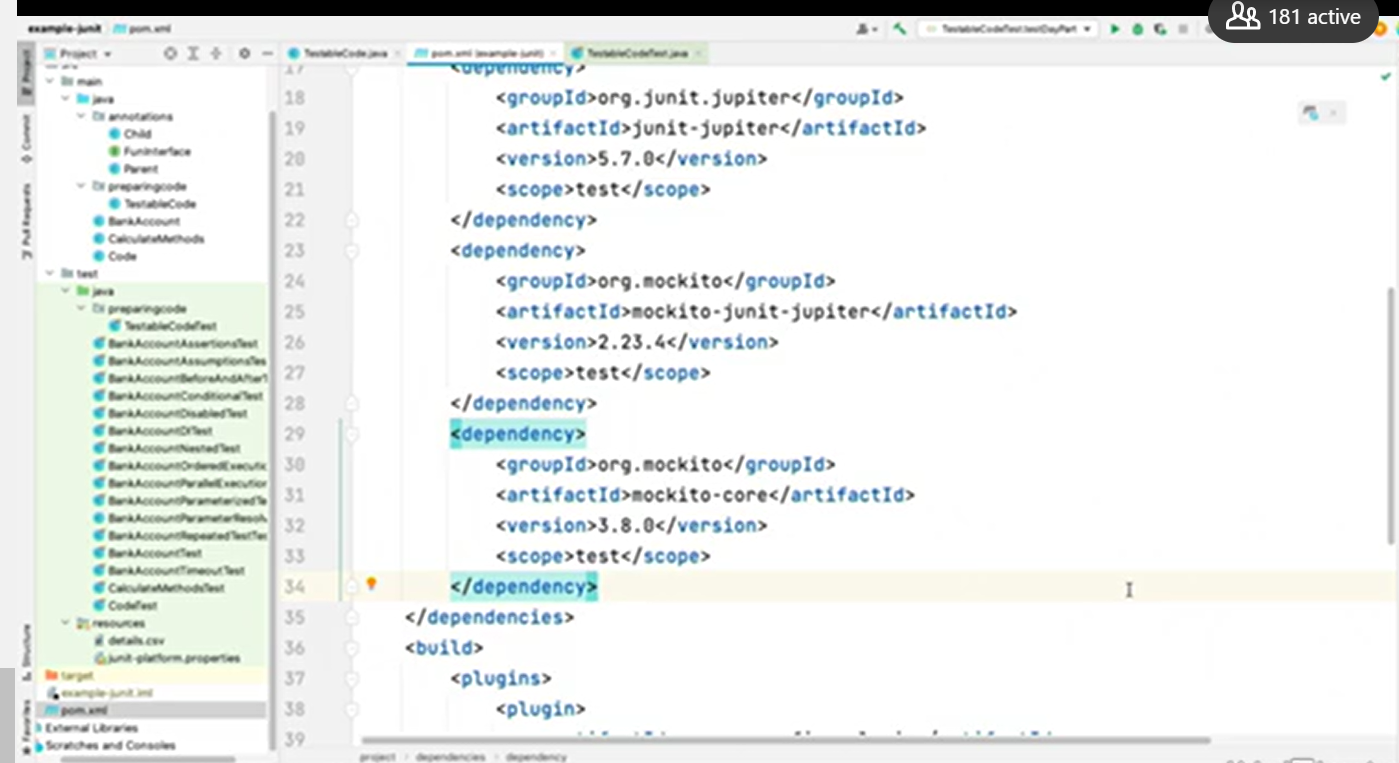 181 active
example-junit pom.xml
TestableCodeTest.testDayPart
Project
TestableCode.java
pom.xml (example-junit)
TestableCodeTest.java
Project
Commit
Pull Requests
Structure
Favorites
main
java
annotations
Child
FunInterface
Parent
preparingcode
TestableCode
BankAccount
CalculateMethods
Code
test
java
preparingcode
TestableCodeTest
BankAccountAssertionsTest
BankAccountAssumptionsTes
BankAccountBeforeAndAfterT
BankAccountConditionalTest
BankAccountDisabledTest
BankAccountDITest
BankAccountNestedTest
BankAccountOrderedExecutio
BankAccountParallelExecution
BankAccountParameterizedTe
BankAccountParameterResolv
BankAccountRepeatedTestTes
BankAccountTest
BankAccountTimeoutTest
CalculateMethodsTest
CodeTest
resources
details.csv
junit-platform.properties
target
example-junit.iml
pom.xml
External Libraries
Scratches and Consoles
17 <dependency>
18 <groupId>org.junit.jupiter</groupId>
19 <artifactId>junit-jupiter</artifactId>
20 <version>5.7.0</version>
21 <scope>test</scope>
22 </dependency>
23 <dependency>
24 <groupId>org.mockito</groupId>
25 <artifactId>mockito-junit-jupiter</artifactId>
26 <version>2.23.4</version>
27 <scope>test</scope>
28 </dependency>
29 <dependency>
30 <groupId>org.mockito</groupId>
31 <artifactId>mockito-core</artifactId>
32 <version>3.8.0</version>
33 <scope>test</scope>
34 </dependency>
35 </dependencies>
36 <build>
37 <plugins>
38 <plugin>
39
project › dependencies › dependency